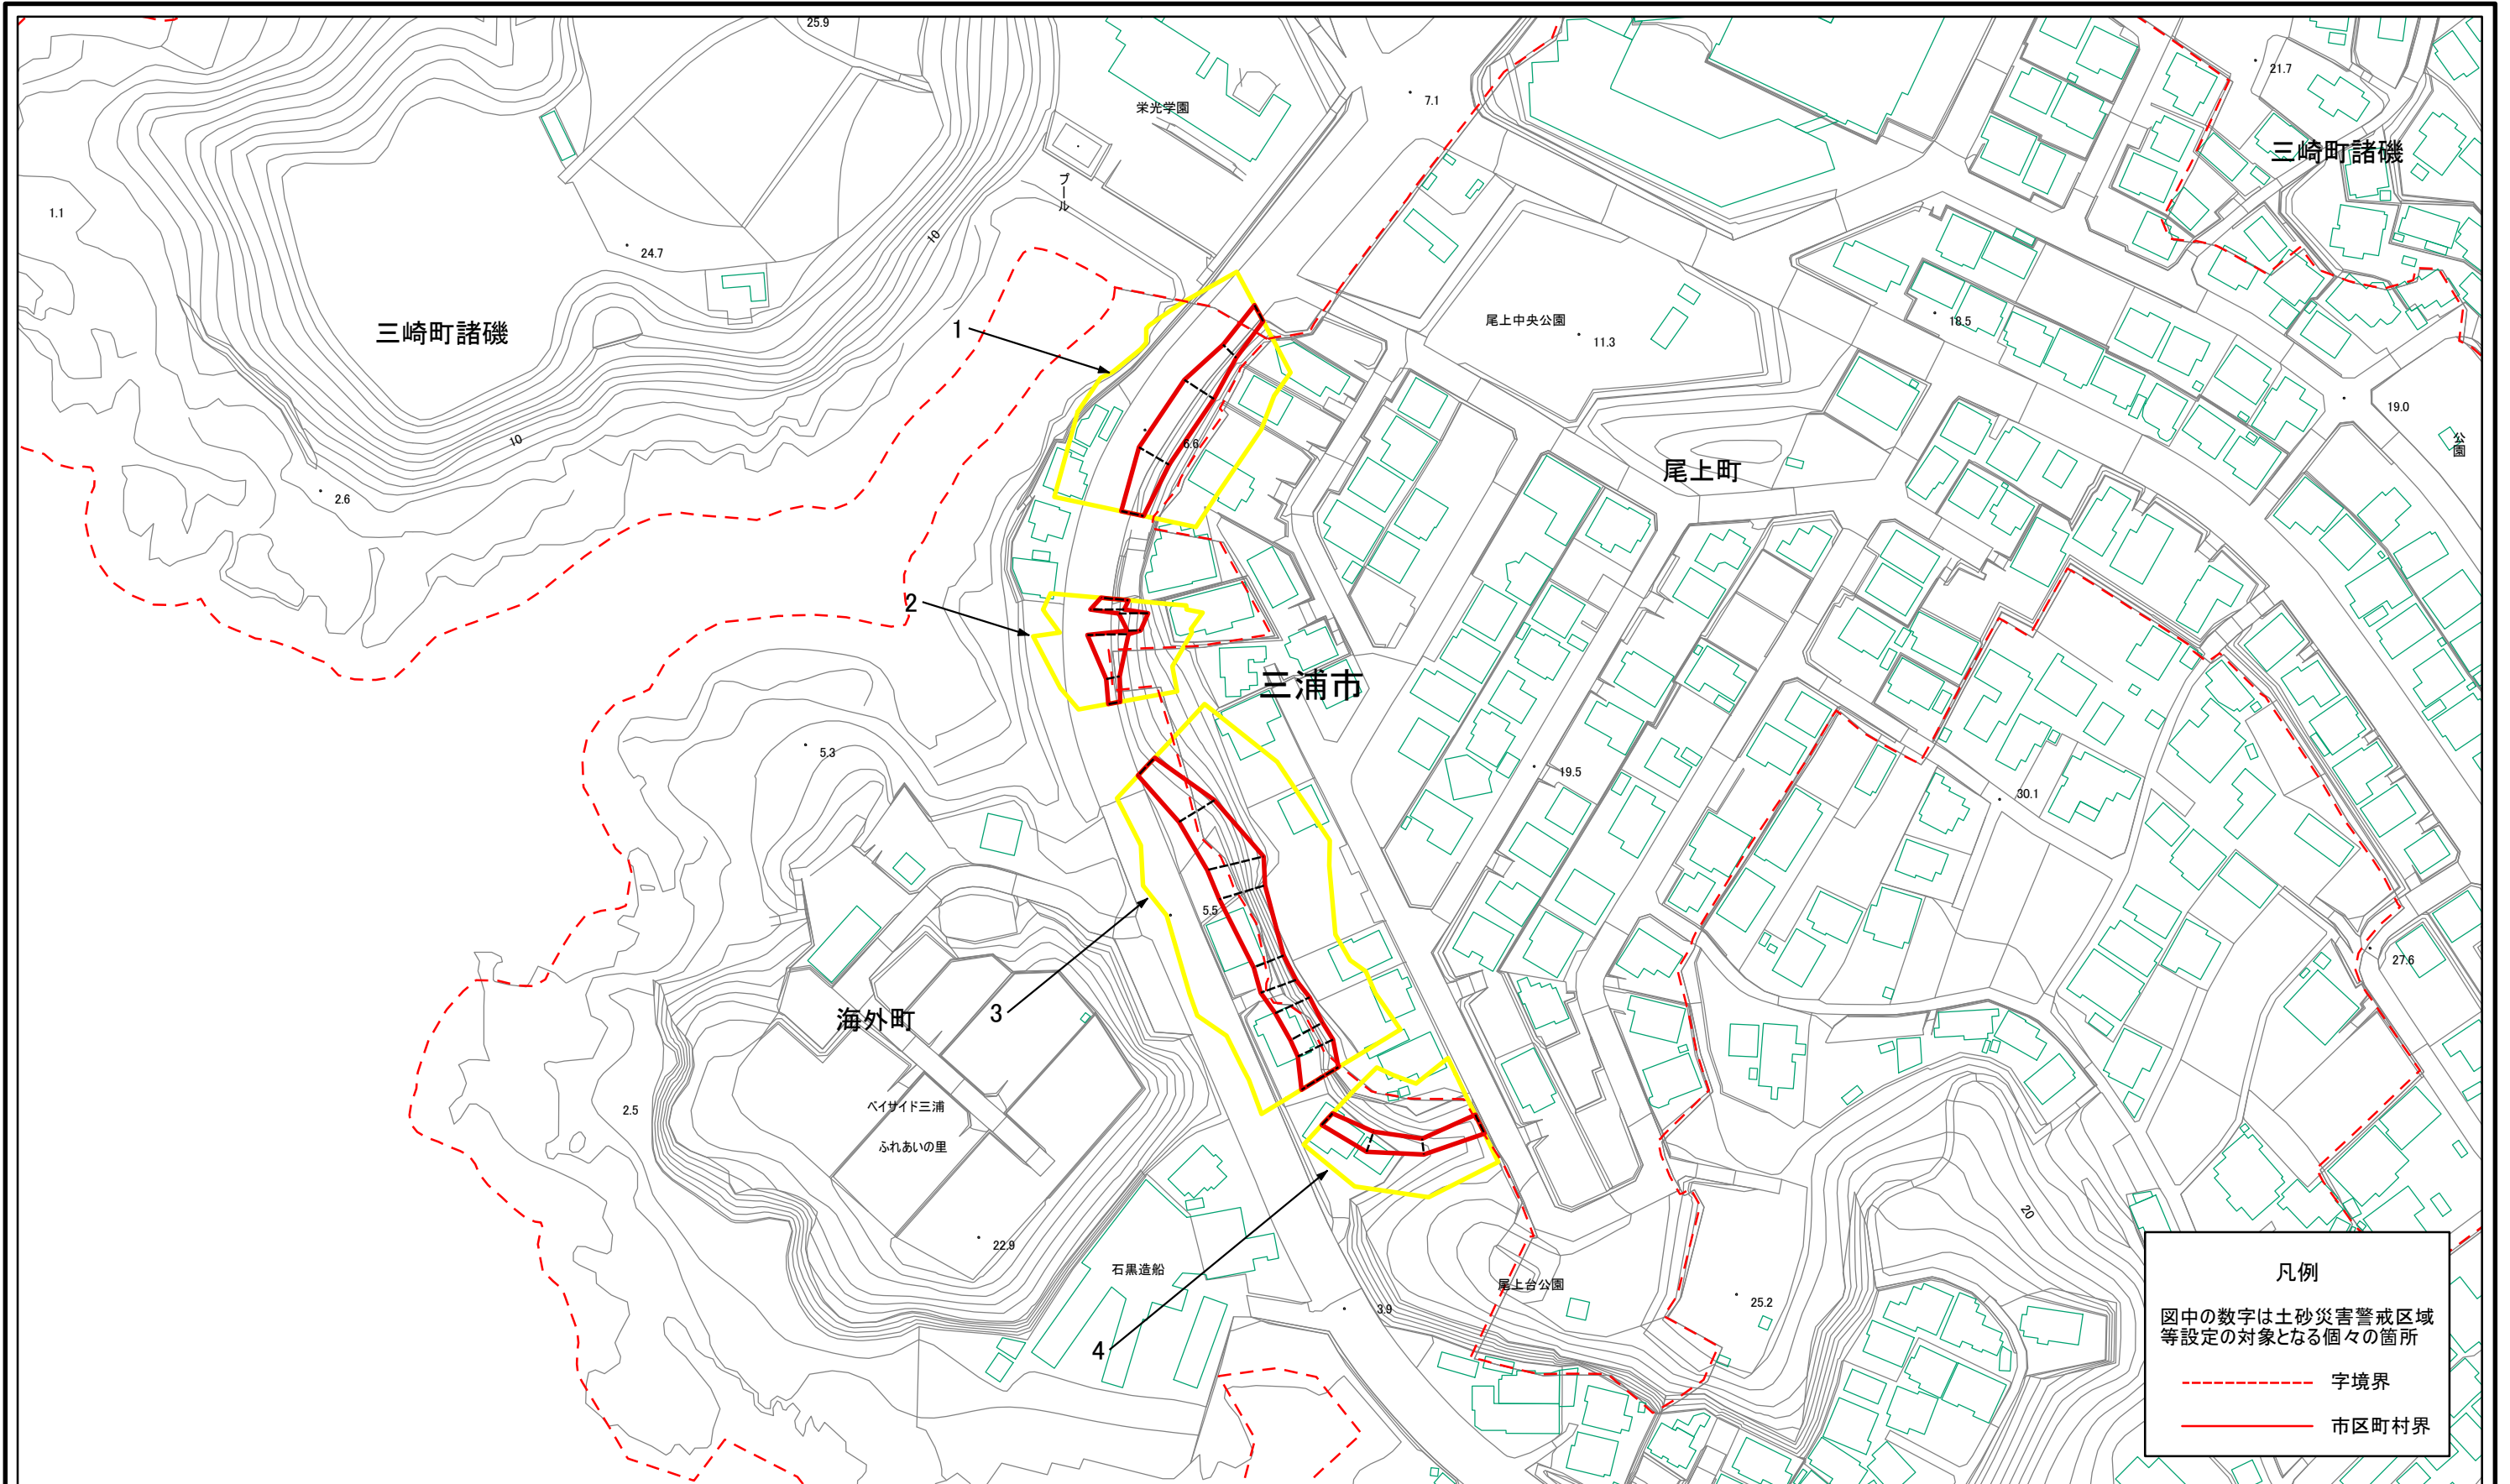 25.9
栄光学園
7.1
21.7
三崎町諸磯
プール
1.1
10
24.7
三崎町諸磯
1
尾上中央公園
11.3
18.5
19.0
公園
6.6
10
2.6
尾上町
2
三浦市
5.3
19.5
30.1
5.5
3
海外町
27.6
2.5
ベイサイド三浦
ふれあいの里
20
22.9
石黒造船
尾上台公園
25.2
3.9
4
凡例
図中の数字は土砂災害警戒区域
等設定の対象となる個々の箇所
字境界
市区町村界